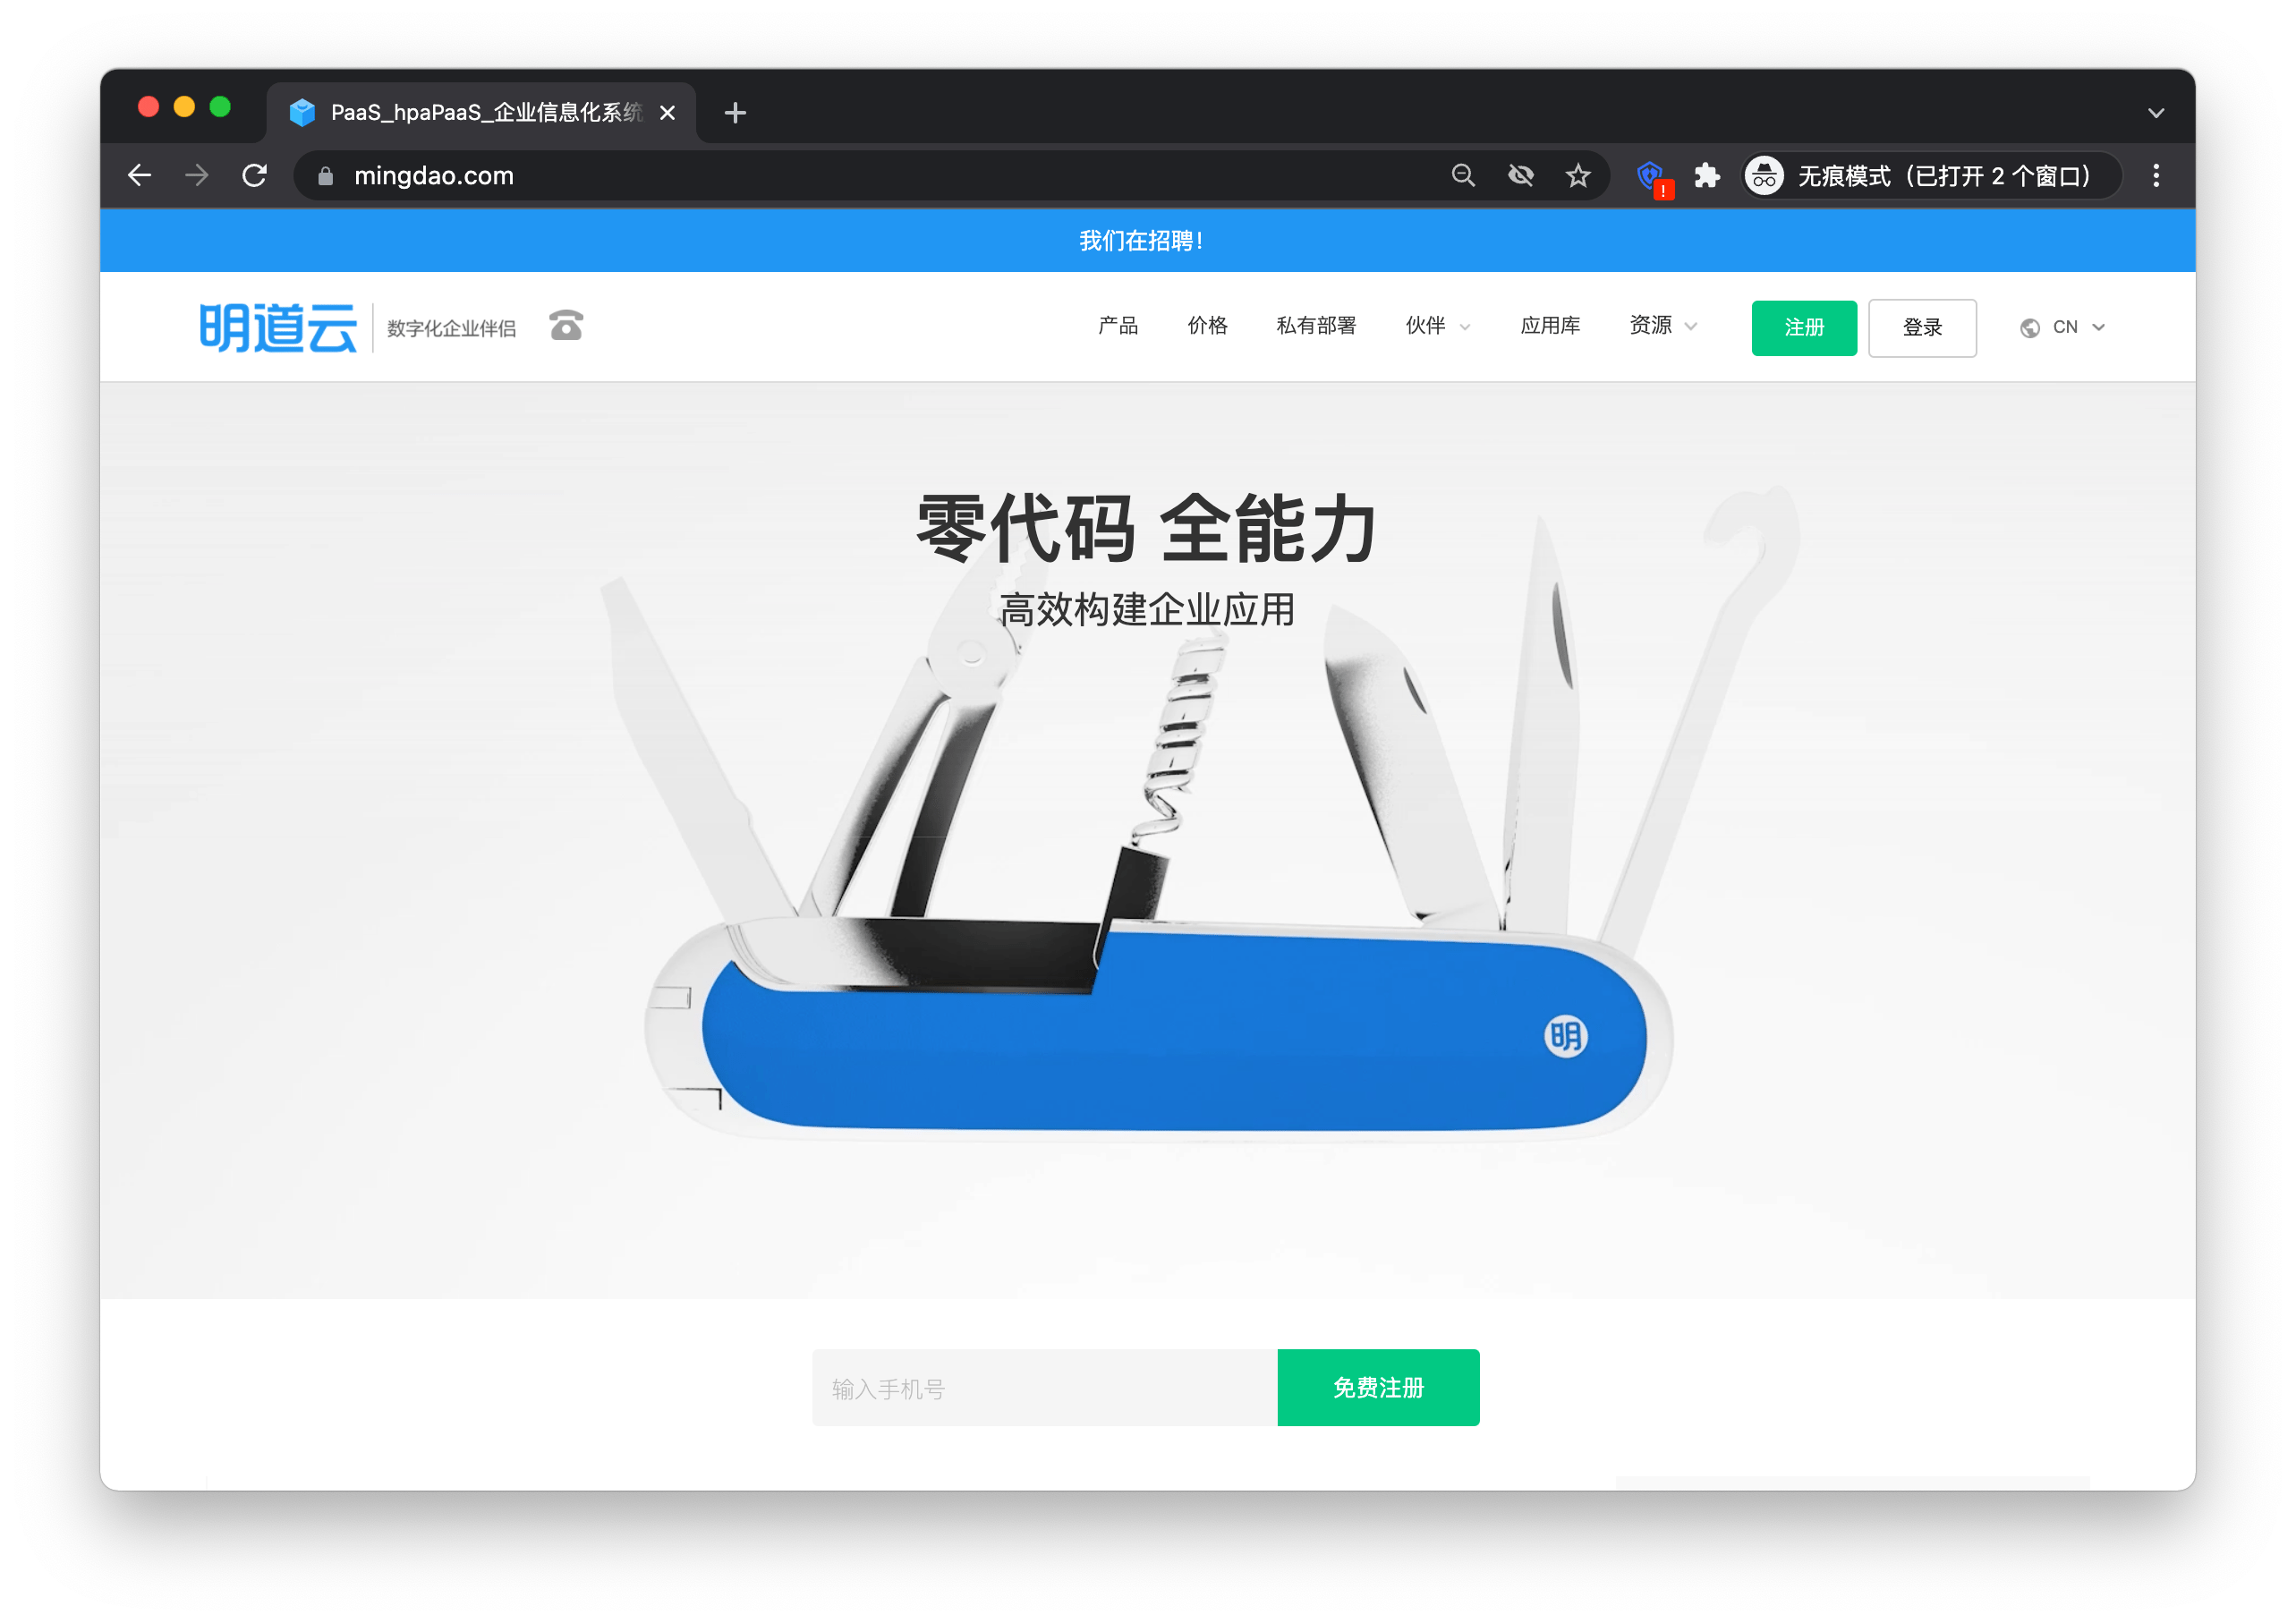 PaaS_hpaPaaS_企业信息化系统
mingdao.com
无痕模式（已打开 2 个窗口）
我们在招聘！
明道云
数字化企业伴侣
产品
价格
私有部署
伙伴
应用库
资源
注册
登录
CN
零代码 全能力
高效构建企业应用
明
输入手机号
免费注册